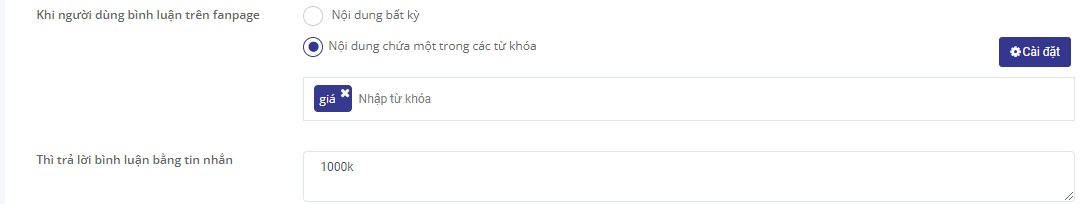 Khi người dùng bình luận trên fanpage
Nội dung bất kỳ
Nội dung chứa một trong các từ khóa
Cài đặt
giá
Nhập từ khóa
Thì trả lời bình luận bằng tin nhắn
1000k